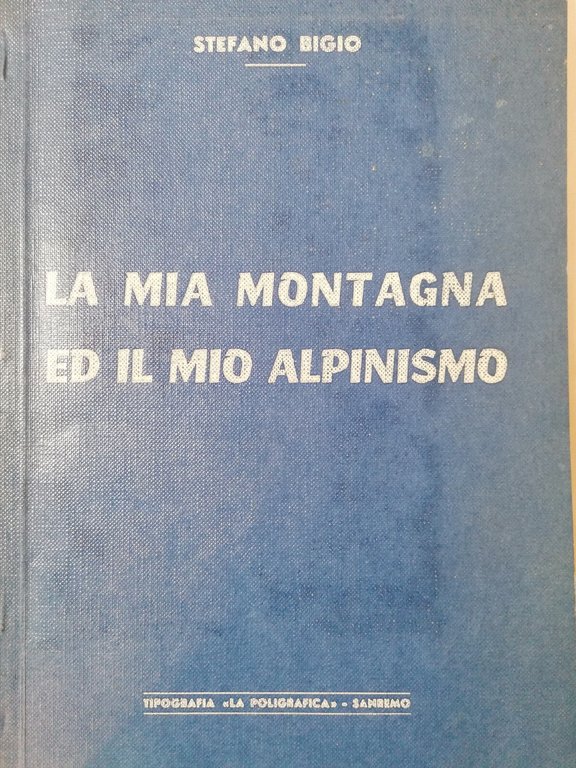 STEFANO BIGIO
LA MIA MONTAGNA
ED IL MIO ALPINISMO
TIPOGRAFIA «LA POLIGRAFICA» - SANREMO